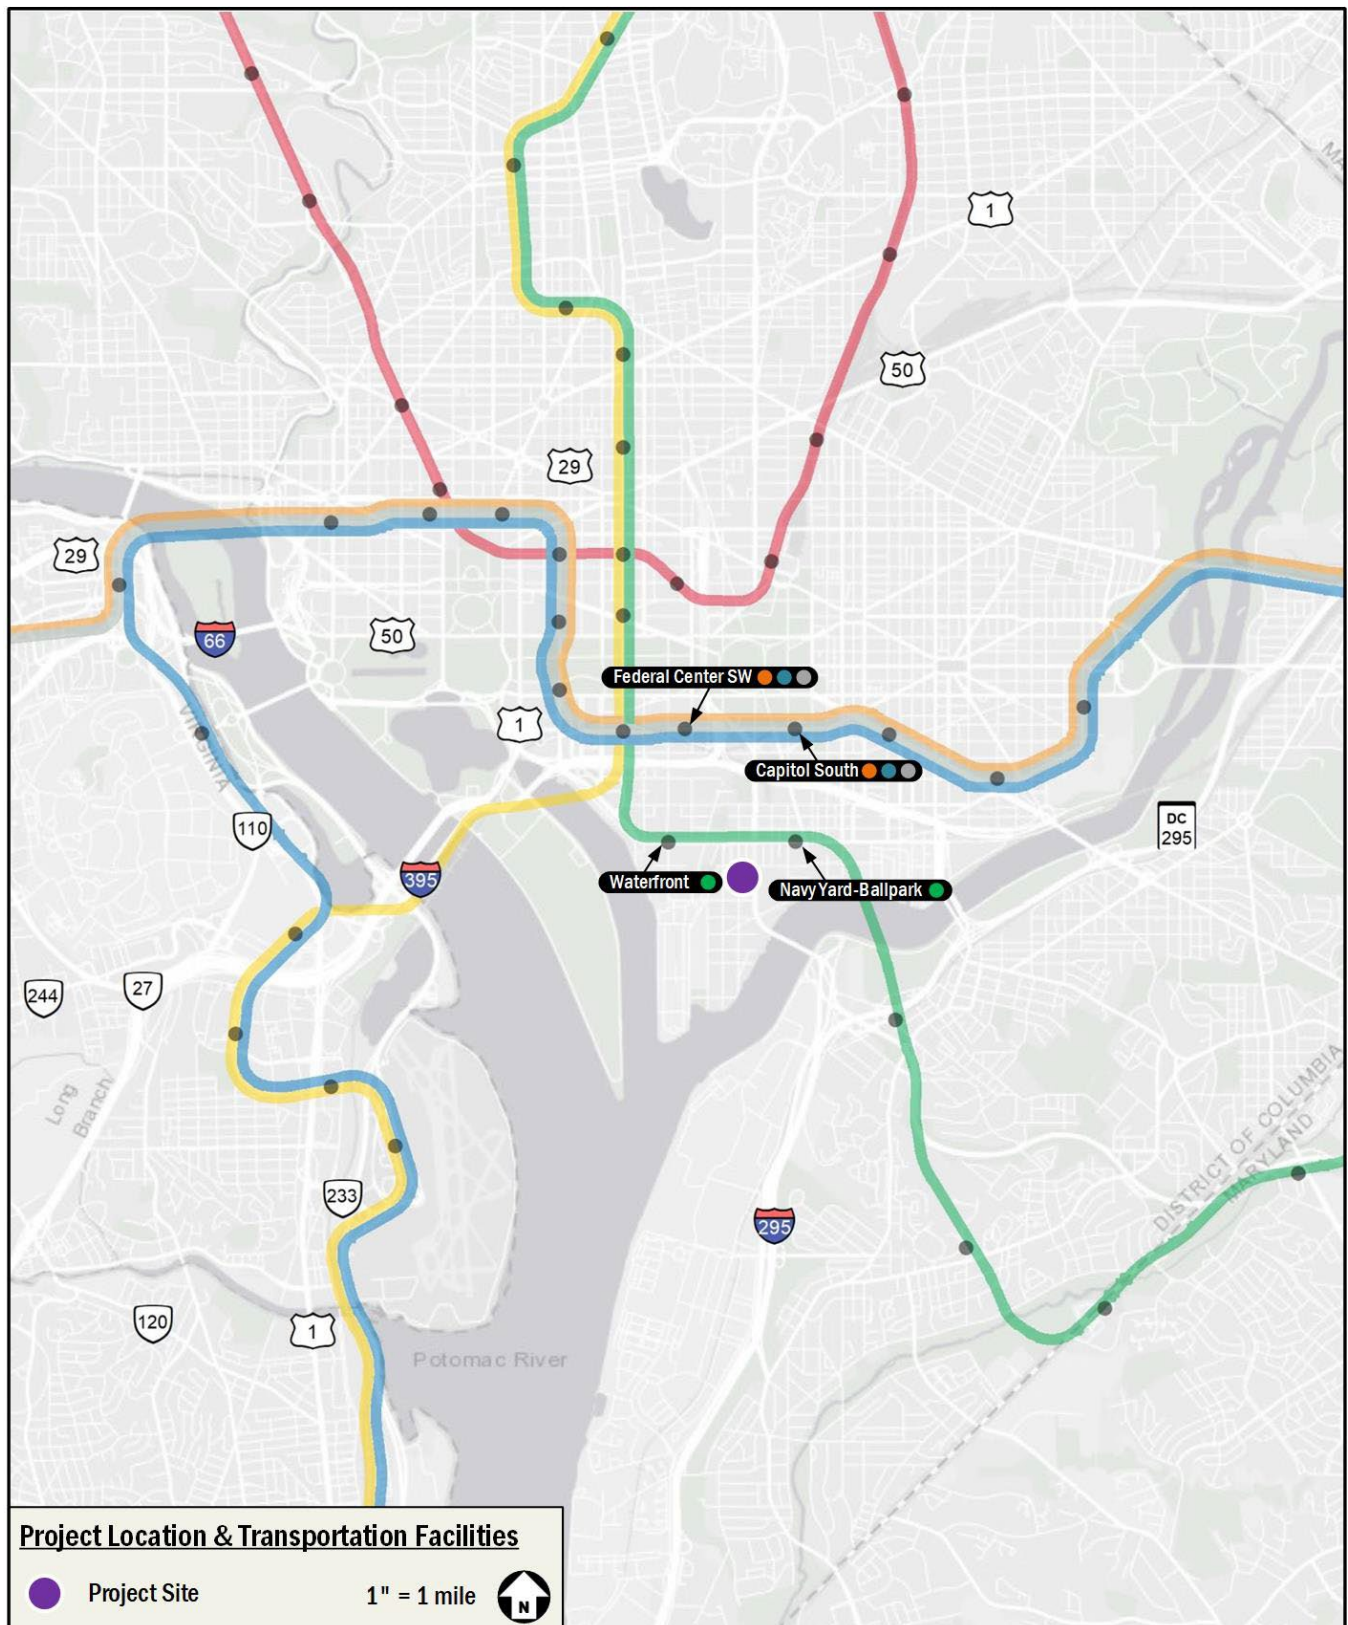 MA
1
50
29
29
66
50
Federal Center SW
1
Capitol South
VIRGINIA
110
DC
295
395
Waterfront
Navy Yard-Ballpark
244
27
Long
Branch
DISTRICT OF COLUMBIA
MARYLAND
233
295
120
1
Potomac River
Project Location & Transportation Facilities
Project Site
1" = 1 mile
N